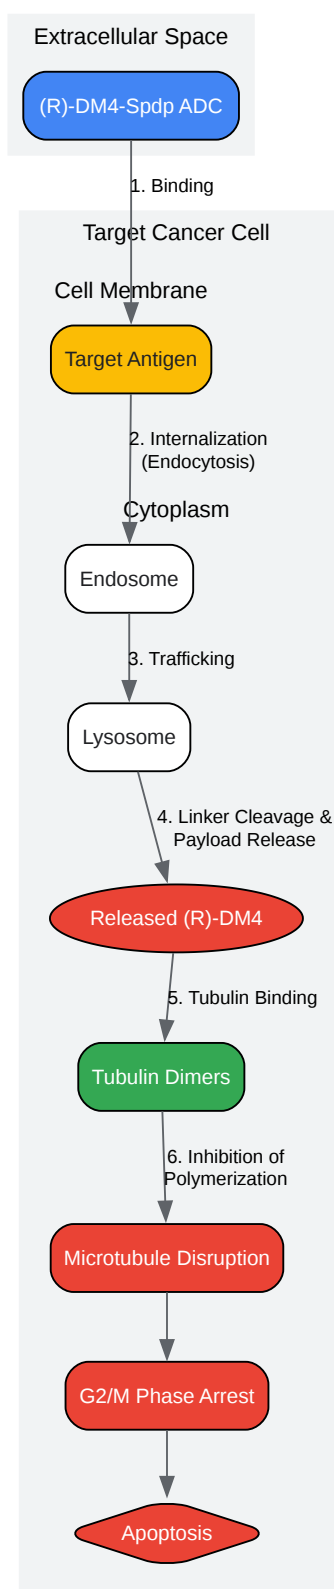 Extracellular Space
(R)-DM4-Spdp ADC
1. Binding
Target Cancer Cell
Cell Membrane
Target Antigen
2. Internalization
(Endocytosis)
Cytoplasm
Endosome
3. Trafficking
Lysosome
4. Linker Cleavage &
Payload Release
Released (R)-DM4
5. Tubulin Binding
Tubulin Dimers
6. Inhibition of
Polymerization
Microtubule Disruption
G2/M Phase Arrest
Apoptosis